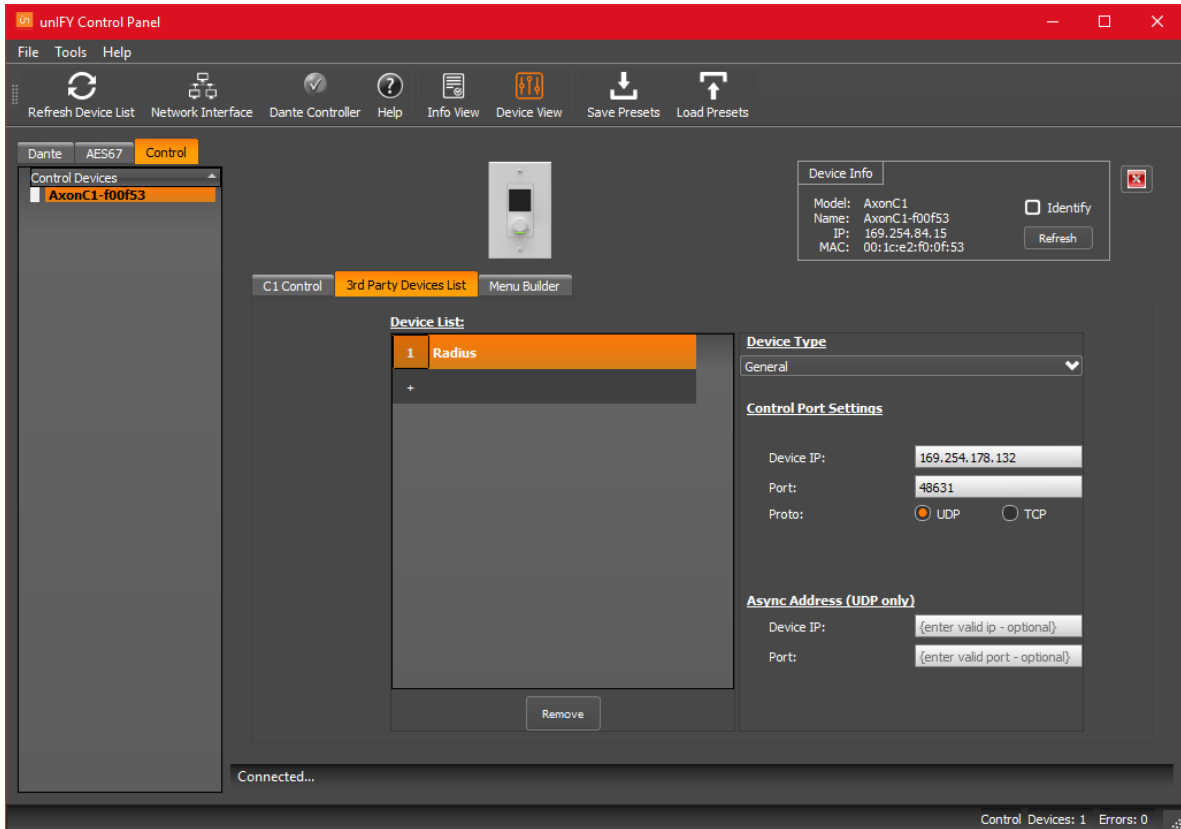 unIFY Control Panel
File Tools Help
Refresh Device List Network Interface Dante Controller Help Info View Device View Save Presets Load Presets
Dante AES67 Control
Control Devices
AxonC1-f00f53
Device Info
Model: AxonC1
Name: AxonC1-f00f53
IP: 169.254.84.15
MAC: 00:1c:e2:f0:0f:53
Identify
Refresh
C1 Control 3rd Party Devices List Menu Builder
Device List:
1 Radius
+
Remove
Device Type
General
Control Port Settings
Device IP: 169.254.178.132
Port: 48631
Proto: UDP TCP
Async Address (UDP only)
Device IP: {enter valid ip - optional}
Port: {enter valid port - optional}
Connected...
Control Devices: 1 Errors: 0